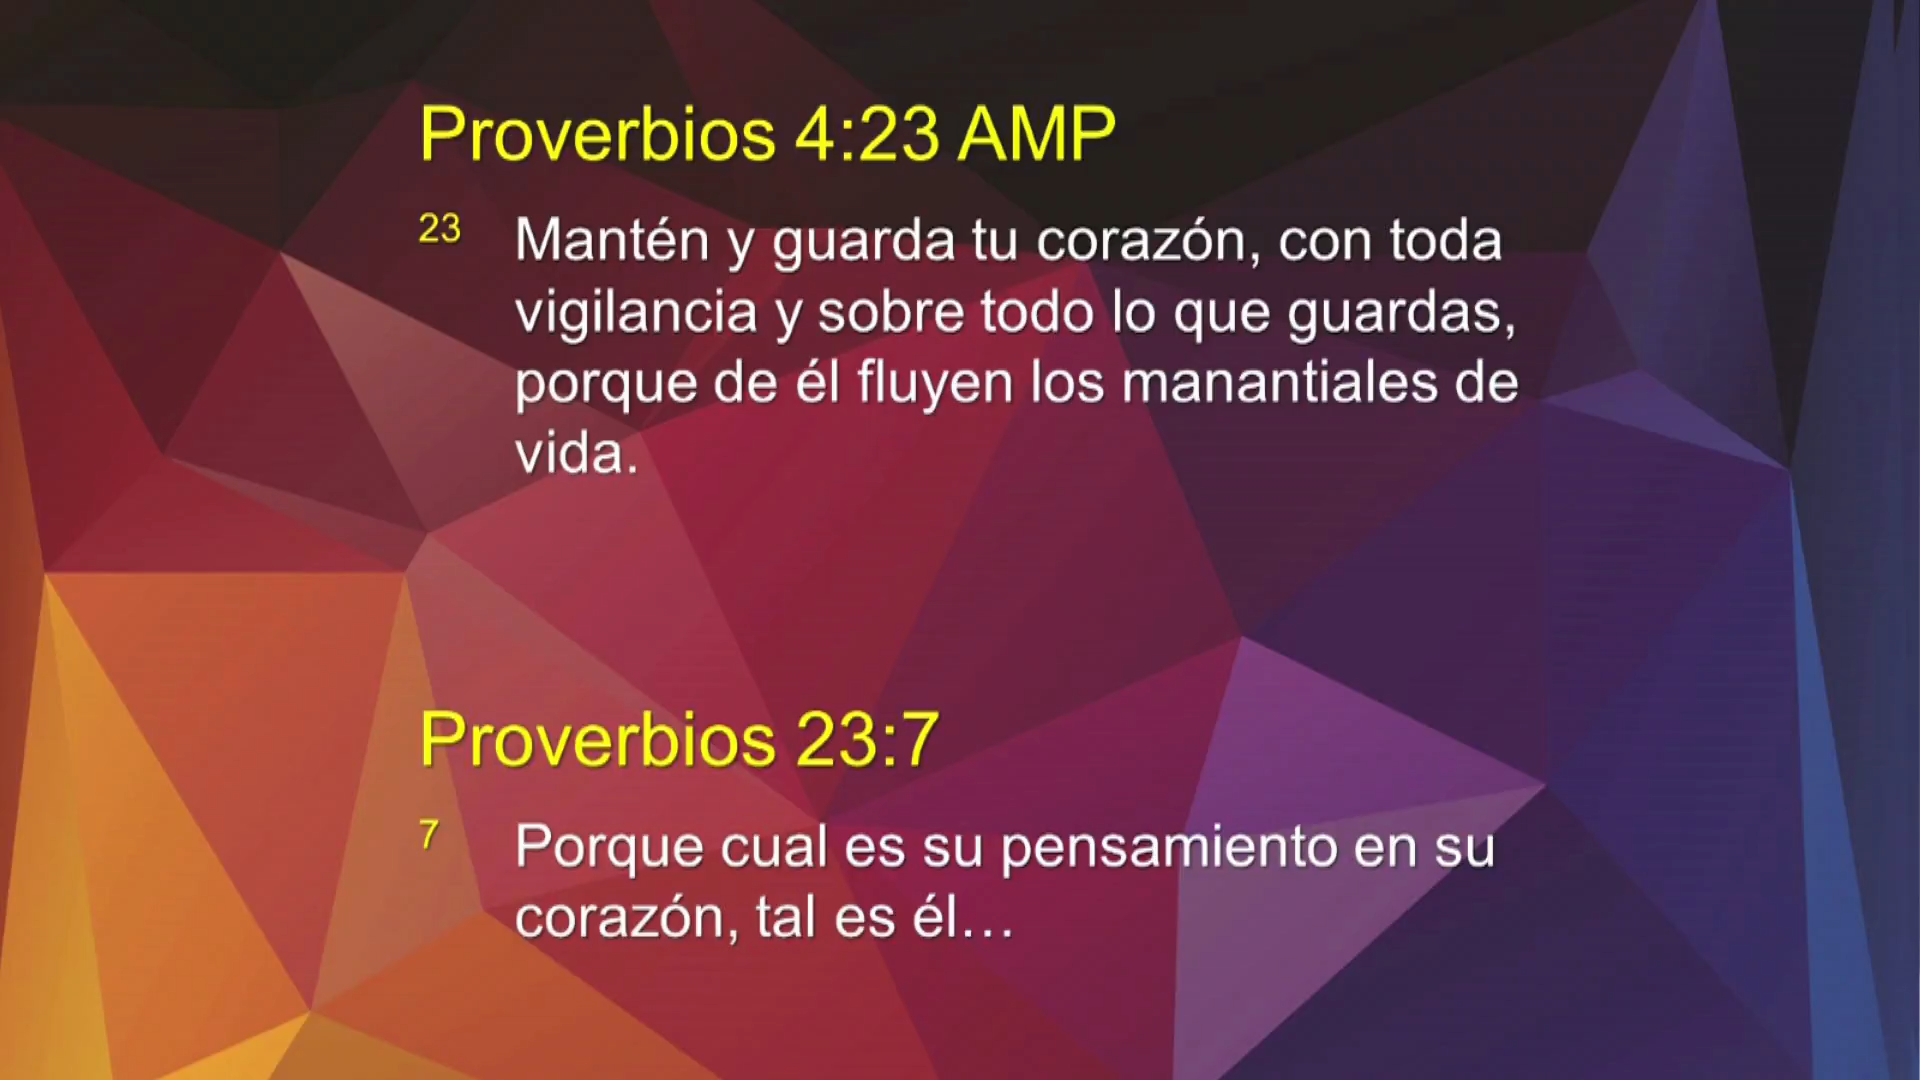 Proverbios 4:23 AMP
23 Mantén y guarda tu corazón, con toda
vigilancia y sobre todo lo que guardas,
porque de él fluyen los manantiales de
vida.
Proverbios 23:7
7 Porque cual es su pensamiento en su
corazón, tal es él…